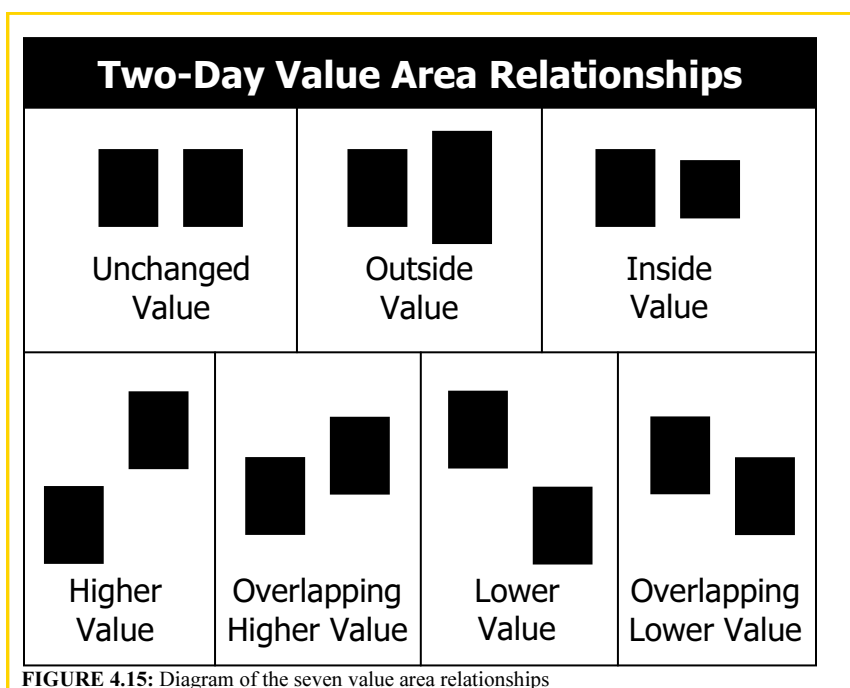 Two-Day Value Area Relationships
Unchanged
Value
Outside
Value
Inside
Value
Higher
Value
Overlapping
Higher Value
Lower
Value
Overlapping
Lower Value
FIGURE 4.15: Diagram of the seven value area relationships